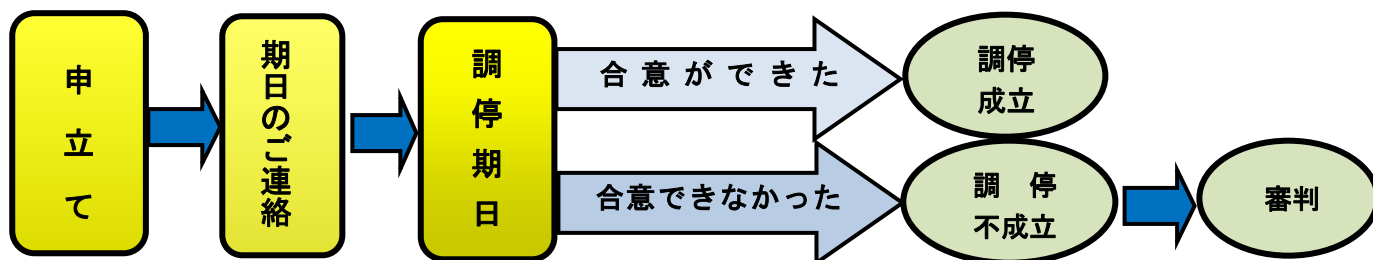 申立て
期日のご連絡
調停期日
合意ができた
調停
成立
合意できなかった
調　停
不成立
審判